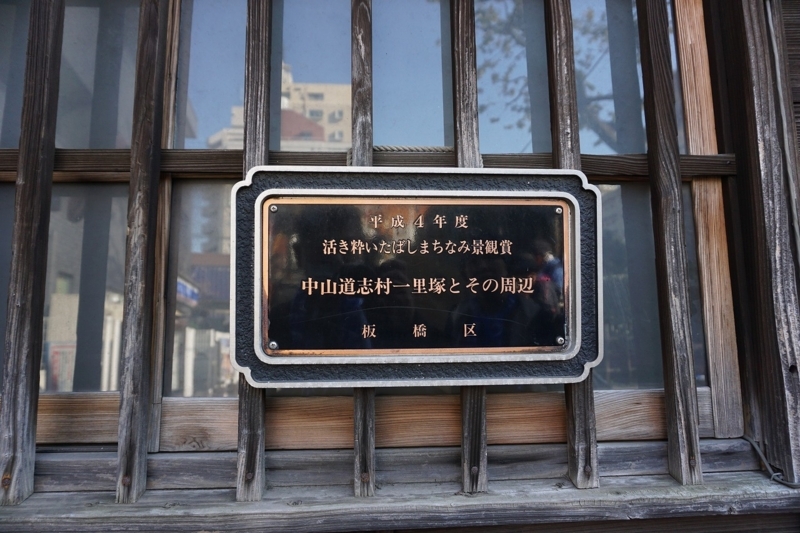 平成4年度
活き粋いたばしまちなみ景観賞
中山道志村一里塚とその周辺
板橋区